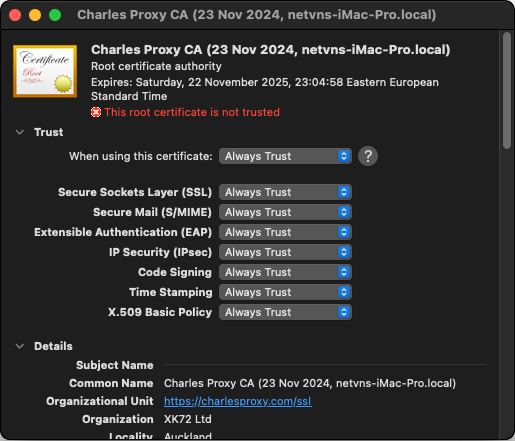 Charles Proxy CA (23 Nov 2024, netvns-iMac-Pro.local)
Certificate
Root
Charles Proxy CA (23 Nov 2024, netvns-iMac-Pro.local)
Root certificate authority
Expires: Saturday, 22 November 2025, 23:04:58 Eastern European
Standard Time
This root certificate is not trusted
Trust
When using this certificate: Always Trust ?
Secure Sockets Layer (SSL) Always Trust
Secure Mail (S/MIME) Always Trust
Extensible Authentication (EAP) Always Trust
IP Security (IPsec) Always Trust
Code Signing Always Trust
Time Stamping Always Trust
X.509 Basic Policy Always Trust
Details
Subject Name
Common Name Charles Proxy CA (23 Nov 2024, netvns-iMac-Pro.local)
Organizational Unit https://charlesproxy.com/ssl
Organization XK72 Ltd
Locality Auckland